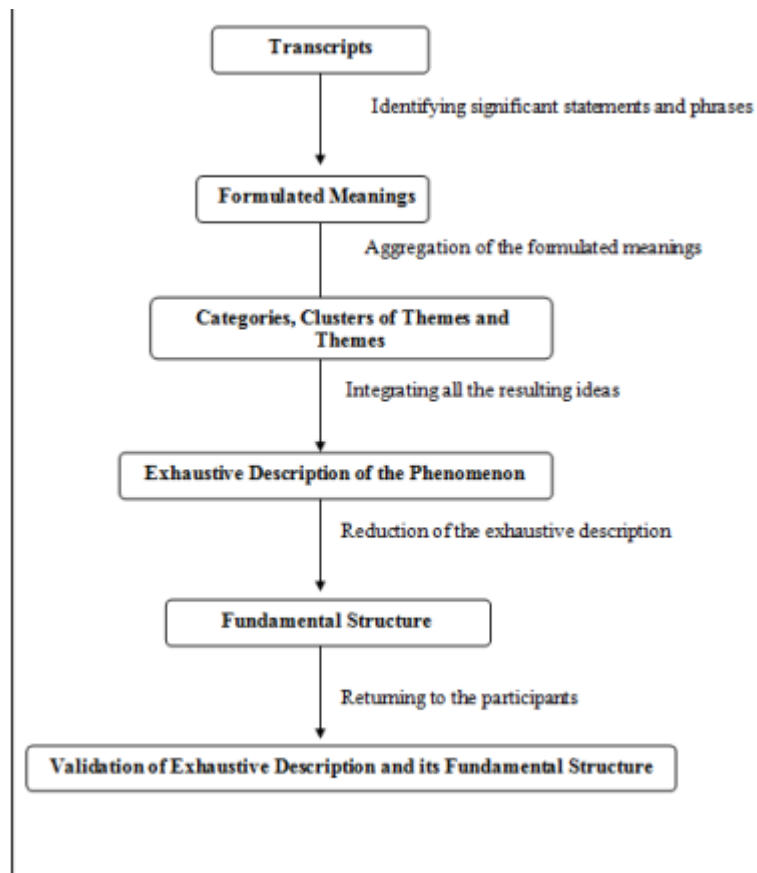 Transcripts
Identifying significant statements and phrases
Formulated Meanings
Aggregation of the formulated meanings
Categories, Clusters of Themes and
Themes
Integrating all the resulting ideas
Exhaustive Description of the Phenomenon
Reduction of the exhaustive description
Fundamental Structure
Returning to the participants
Validation of Exhaustive Description and its Fundamental Structure